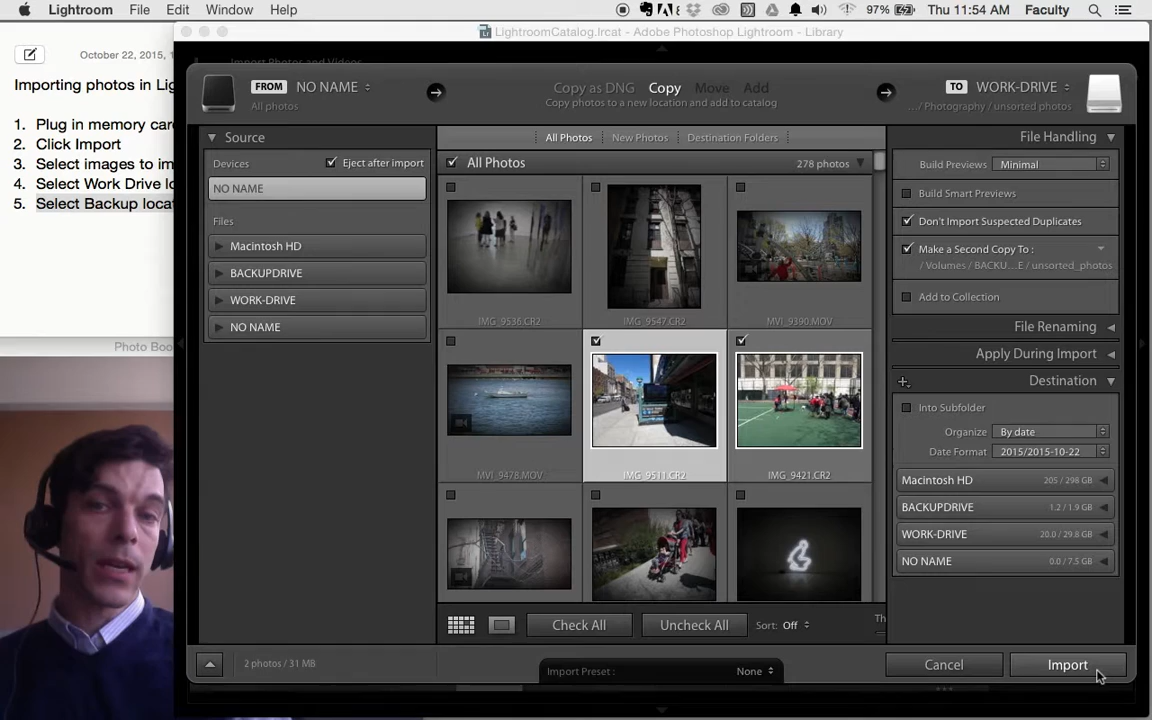 Lightroom File Edit Window Help
97% Thu 11:54 AM Faculty
October 22, 2015,
Importing photos in
1. Plug in memory
2. Click Import
3. Select images to
4. Select Work Drive
5. Select Backup
Photo Boo
LightroomCatalog.lrcat - Adobe Photoshop Lightroom - Library
Import Photos and Videos
FROM NO NAME
All photos
Copy as DNG Copy Move Add
Copy photos to a new location and add to catalog
TO WORK-DRIVE
.../ Photography / unsorted photos
Source
Devices Eject after import
NO NAME
Files
Macintosh HD
BACKUPDRIVE
WORK-DRIVE
NO NAME
All Photos New Photos Destination Folders
All Photos 278 photos
IMG_9536.CR2 IMG_9547.CR2 MVI_9390.MOV
MVI_9478.MOV IMG_9511.CR2 IMG_9421.CR2
Check All Uncheck All Sort: Off Th
File Handling
Build Previews Minimal
Build Smart Previews
Don't Import Suspected Duplicates
Make a Second Copy To :
/ Volumes / BACKU...E / unsorted_photos
Add to Collection
File Renaming
Apply During Import
Destination
Into Subfolder
Organize By date
Date Format 2015/2015-10-22
Macintosh HD 205 / 298 GB
BACKUPDRIVE 1.2 / 1.9 GB
WORK-DRIVE 20.0 / 29.8 GB
NO NAME 0.0 / 7.5 GB
2 photos / 31 MB
Import Preset : None
Cancel Import